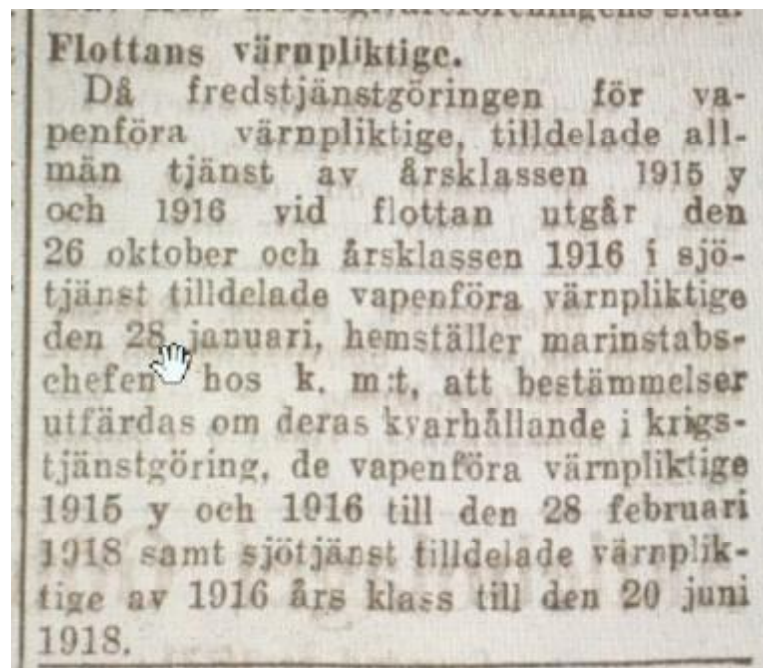 Flottans värnpliktige.
Då fredstjänstgöringen för va-
penföra värnpliktige, tilldelade all-
män tjänst av årsklassen 1915 y
och 1916 vid flottan utgår den
26 oktober och årsklassen 1916 i sjö-
tjänst tilldelade vapenföra värnpliktige
den 28 januari, hemställer marinstabs-
chefen hos k. m:t, att bestämmelser
utfärdas om deras kvarhållande i krigs-
tjänstgöring, de vapenföra värnpliktige
1915 y och 1916 till den 28 februari
1918 samt sjötjänst tilldelade värnplik-
tige av 1916 års klass till den 20 juni
1918.